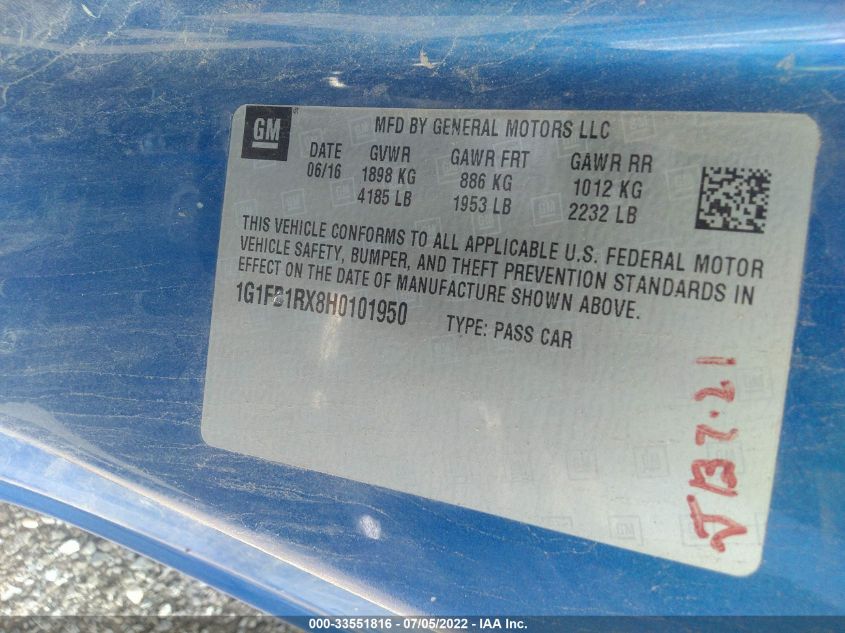 GM
MFD BY GENERAL MOTORS LLC
DATE GVWR GAWR FRT GAWR RR
06/16 1898 KG 886 KG 1012 KG
4185 LB 1953 LB 2232 LB
THIS VEHICLE CONFORMS TO ALL APPLICABLE U.S. FEDERAL MOTOR
VEHICLE SAFETY, BUMPER, AND THEFT PREVENTION STANDARDS IN
EFFECT ON THE DATE OF MANUFACTURE SHOWN ABOVE.
1G1FB1RX8H0101950 TYPE: PASS CAR
000-33551816 - 07/05/2022 - IAA Inc.